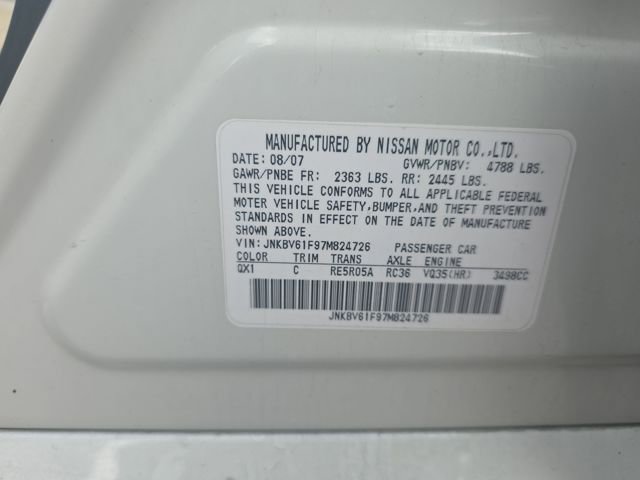 MANUFACTURED BY NISSAN MOTOR CO.,LTD.
DATE: 08/07 GVWR/PNBV: 4788 LBS.
GAWR/PNBE FR: 2363 LBS. RR: 2445 LBS.
THIS VEHICLE CONFORMS TO ALL APPLICABLE FEDERAL
MOTER VEHICLE SAFETY, BUMPER, AND THEFT PREVENTION
STANDARDS IN EFFECT ON THE DATE OF MANUFACTURE
SHOWN ABOVE.
VIN: JNKBV61F97M824726 PASSENGER CAR
COLOR TRIM TRANS AXLE ENGINE
QX1 C RE5R05A RC36 VQ35(HR) 3498CC
JNKBV61F97M824726